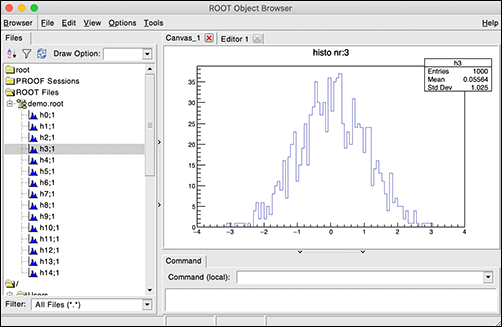 ROOT Object Browser
Browser File Edit View Options Tools Help
Files
Draw Option:
Canvas_1 Editor 1
root
PROOF Sessions
ROOT Files
demo.root
h0;1
h1;1
h2;1
h3;1
h4;1
h5;1
h6;1
h7;1
h8;1
h9;1
h10;1
h11;1
h12;1
h13;1
h14;1
/
Users
Filter: All Files (*.*)
histo nr:3
h3
Entries 1000
Mean 0.05564
Std Dev 1.025
35
30
25
20
15
10
5
0
−4 −3 −2 −1 0 1 2 3 4
Command
Command (local):